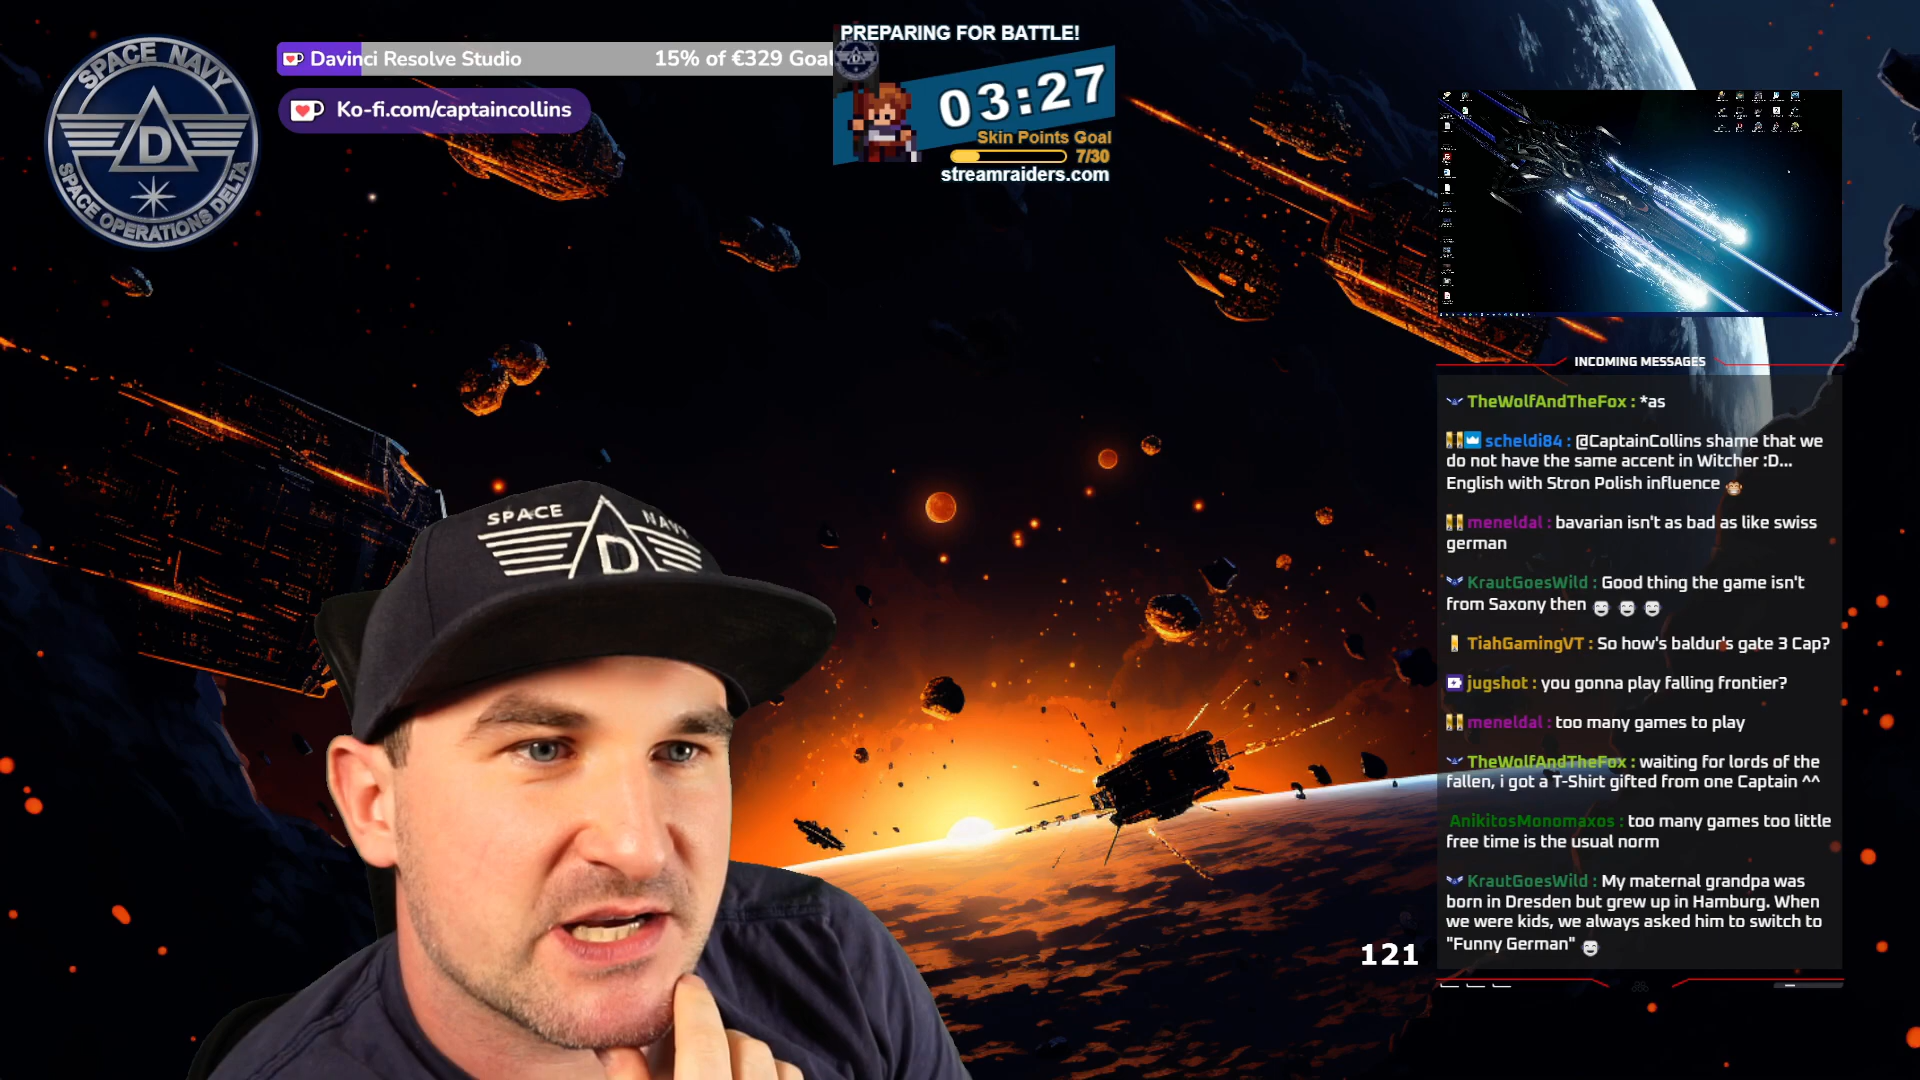 SPACE NAVY
D
SPACE OPERATIONS DELTA
Davinci Resolve Studio 15% of €329 Goal
Ko-fi.com/captaincollins
PREPARING FOR BATTLE!
03:27
Skin Points Goal
7/30
streamraiders.com
SPACE NAVY
D
INCOMING MESSAGES
TheWolfAndTheFox : *as
scheldi84 : @CaptainCollins shame that we
do not have the same accent in Witcher :D...
English with Stron Polish influence
meneldal : bavarian isn't as bad as like swiss
german
KrautGoesWild : Good thing the game isn't
from Saxony then
TiahGamingVT : So how's baldur's gate 3 Cap?
jugshot : you gonna play falling frontier?
meneldal : too many games to play
TheWolfAndTheFox : waiting for lords of the
fallen, i got a T-Shirt gifted from one Captain ^^
AnikitosMonomaxos : too many games too little
free time is the usual norm
KrautGoesWild : My maternal grandpa was
born in Dresden but grew up in Hamburg. When
we were kids, we always asked him to switch to
"Funny German"
121